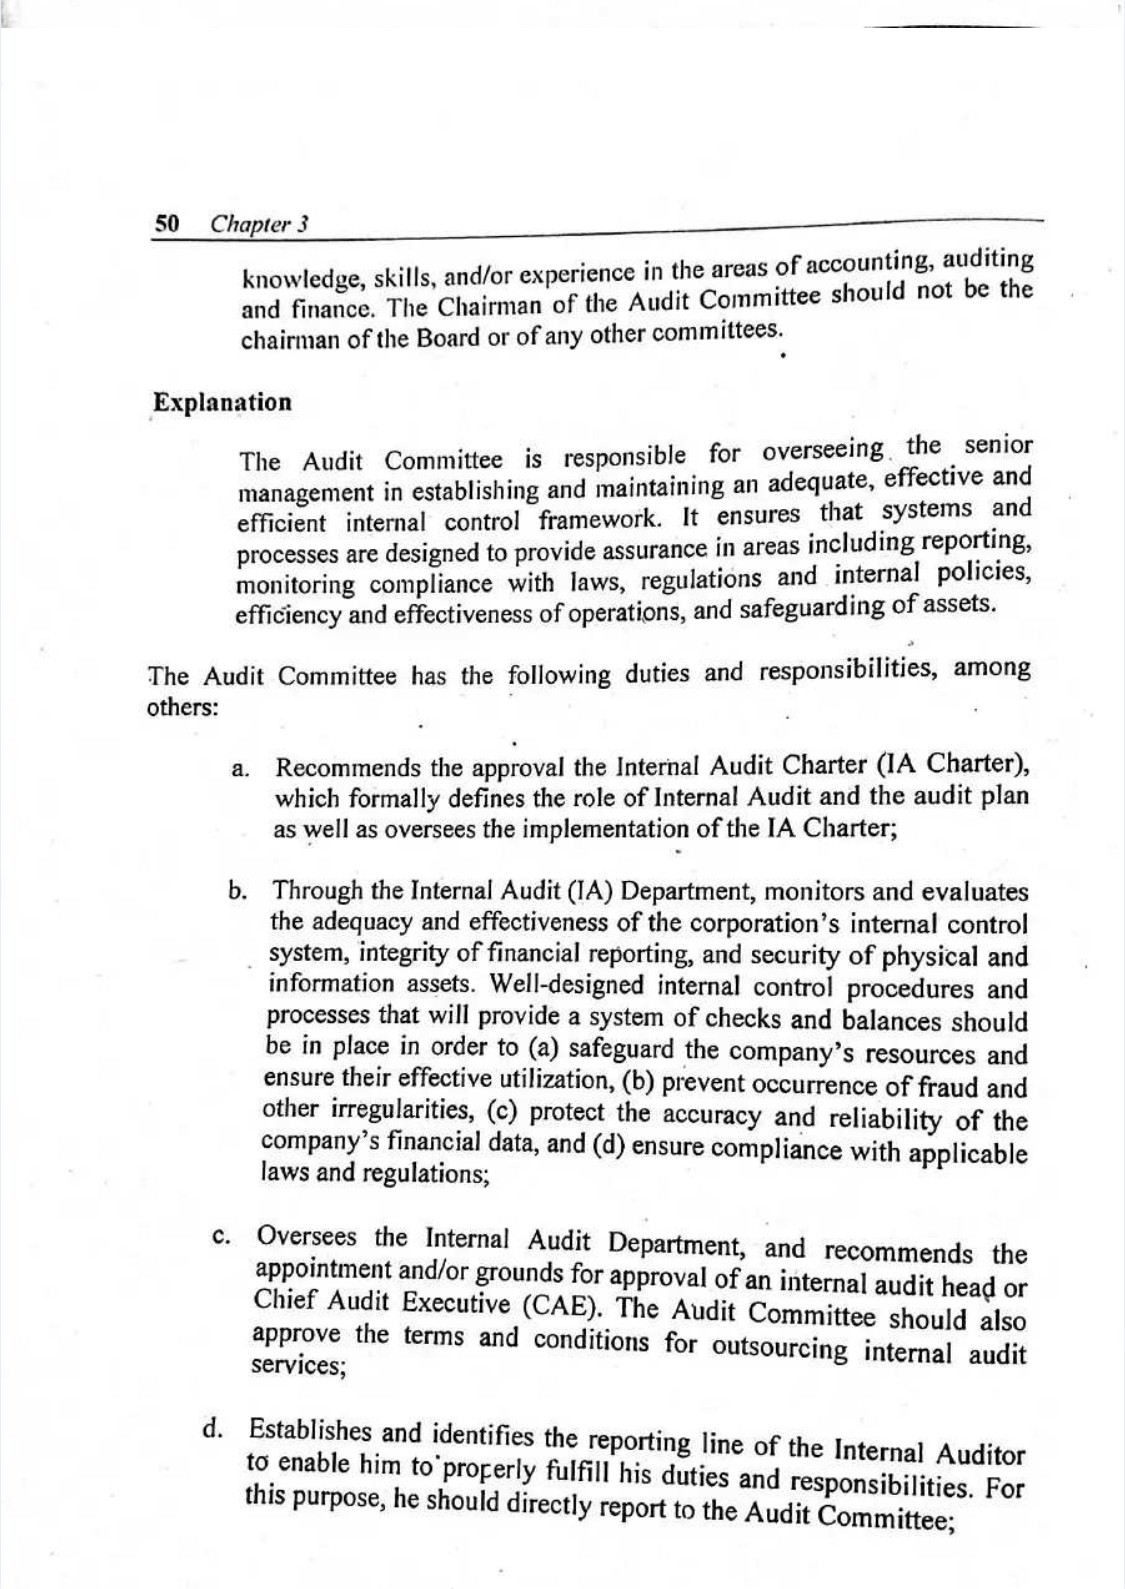 50 Chapter 3
knowledge, skills, and/or experience in the areas of accounting, auditing
and finance. The Chairman of the Audit Committee should not be the
chairman of the Board or of any other committees.
Explanation
The Audit Committee is responsible for overseeing the senior
management in establishing and maintaining an adequate, effective and
efficient internal control framework. It ensures that systems and
processes are designed to provide assurance in areas including reporting,
monitoring compliance with laws, regulations and internal policies,
efficiency and effectiveness of operations, and safeguarding of assets.
The Audit Committee has the following duties and responsibilities, among
others:
a. Recommends the approval the Internal Audit Charter (IA Charter),
which formally defines the role of Internal Audit and the audit plan
as well as oversees the implementation of the IA Charter;
b. Through the Internal Audit (IA) Department, monitors and evaluates
the adequacy and effectiveness of the corporation's internal control
system, integrity of financial reporting, and security of physical and
information assets. Well-designed internal control procedures and
processes that will provide a system of checks and balances should
be in place in order to (a) safeguard the company's resources and
ensure their effective utilization, (b) prevent occurrence of fraud and
other irregularities, (c) protect the accuracy and reliability of the
company's financial data, and (d) ensure compliance with applicable
laws and regulations;
c. Oversees the Internal Audit Department, and recommends the
appointment and/or grounds for approval of an internal audit head or
Chief Audit Executive (CAE). The Audit Committee should also
approve the terms and conditions for outsourcing internal audit
services;
d. Establishes and identifies the reporting line of the Internal Auditor
to enable him to properly fulfill his duties and responsibilities. For
this purpose, he should directly report to the Audit Committee;